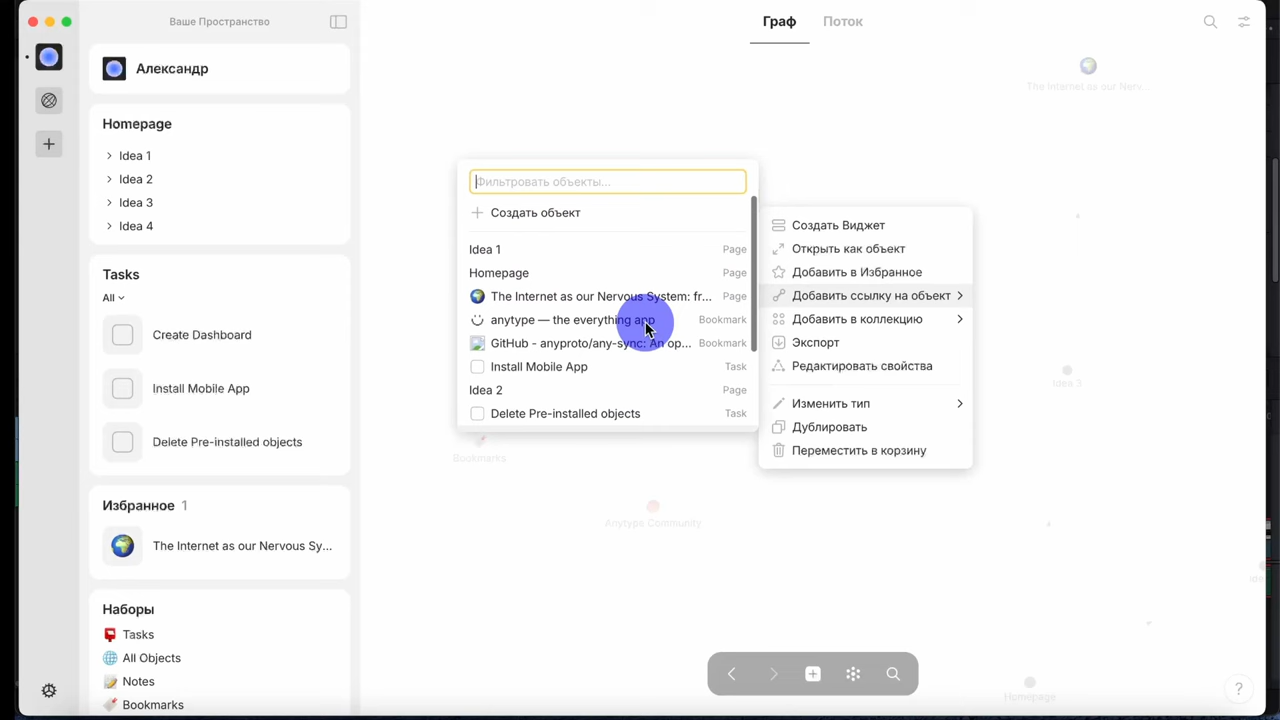 Ваше Пространство
Граф
Поток
Александр
Homepage
Idea 1
Idea 2
Idea 3
Idea 4
Tasks
All
Create Dashboard
Install Mobile App
Delete Pre-installed objects
Избранное 1
The Internet as our Nervous Sy...
Наборы
Tasks
All Objects
Notes
Bookmarks
The Internet as our Nerv...
Фильтровать объекты...
Создать объект
Idea 1 Page
Homepage Page
The Internet as our Nervous System: fr... Page
anytype — the everything app Bookmark
GitHub - anyproto/any-sync: An op... Bookmark
Install Mobile App Task
Idea 2 Page
Delete Pre-installed objects Task
Создать Виджет
Открыть как объект
Добавить в Избранное
Добавить ссылку на объект
Добавить в коллекцию
Экспорт
Редактировать свойства
Изменить тип
Дублировать
Переместить в корзину
Idea 3
Bookmarks
Anytype Community
Homepage
?